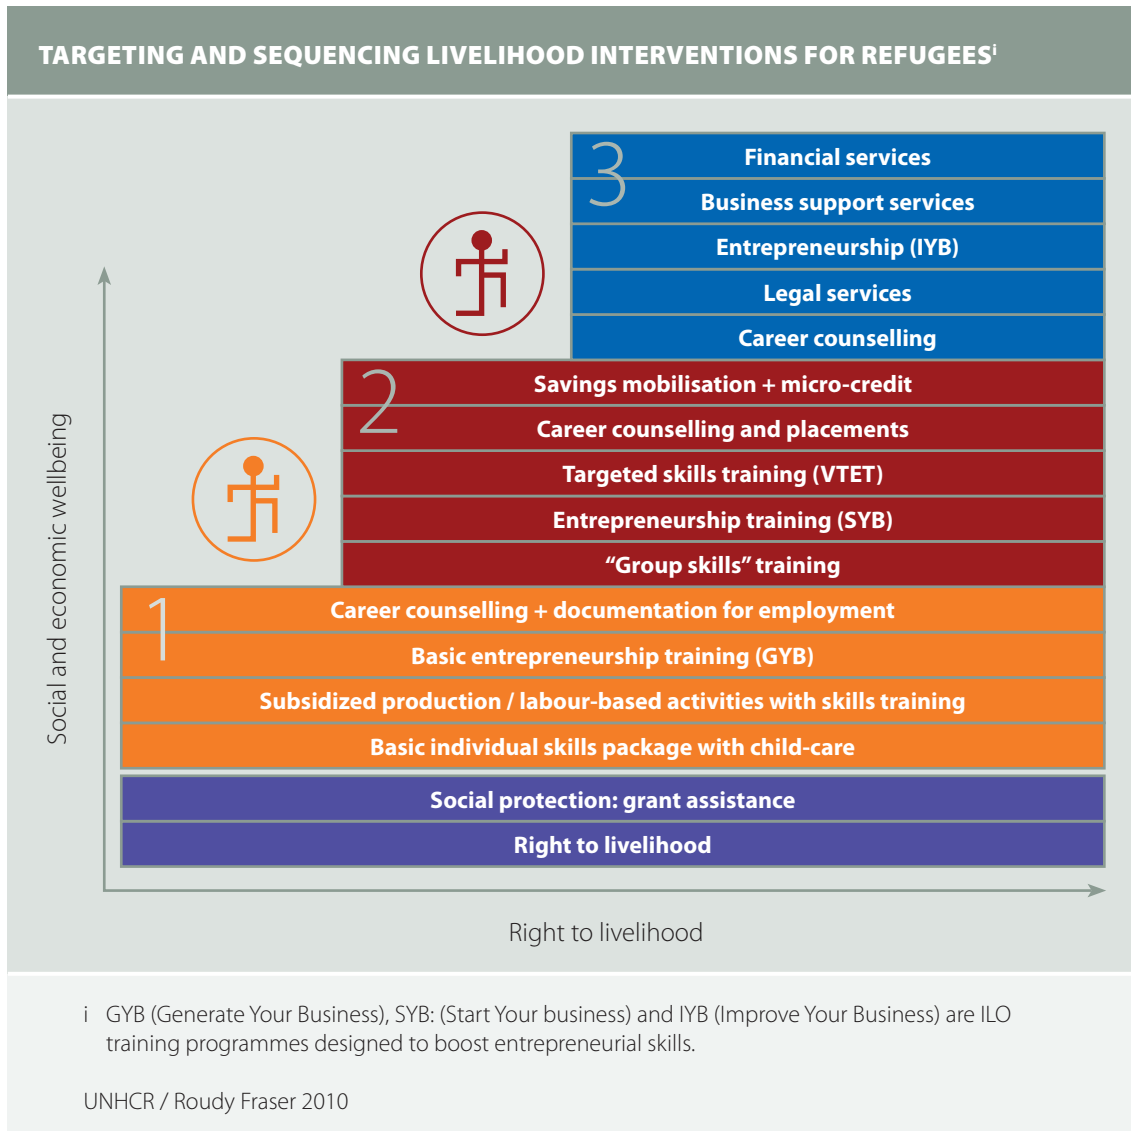 TARGETING AND SEQUENCING LIVELIHOOD INTERVENTIONS FOR REFUGEESⁱ
3
Financial services
Business support services
Entrepreneurship (IYB)
Legal services
Career counselling
2
Savings mobilisation + micro-credit
Career counselling and placements
Targeted skills training (VTET)
Entrepreneurship training (SYB)
“Group skills” training
1
Career counselling + documentation for employment
Basic entrepreneurship training (GYB)
Subsidized production / labour-based activities with skills training
Basic individual skills package with child-care
Social protection: grant assistance
Right to livelihood
Social and economic wellbeing
Right to livelihood
i GYB (Generate Your Business), SYB: (Start Your business) and IYB (Improve Your Business) are ILO
training programmes designed to boost entrepreneurial skills.
UNHCR / Roudy Fraser 2010